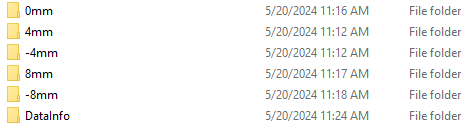 0mm 5/20/2024 11:16 AM File folder
4mm 5/20/2024 11:12 AM File folder
-4mm 5/20/2024 11:12 AM File folder
8mm 5/20/2024 11:17 AM File folder
-8mm 5/20/2024 11:18 AM File folder
DataInfo 5/20/2024 11:24 AM File folder